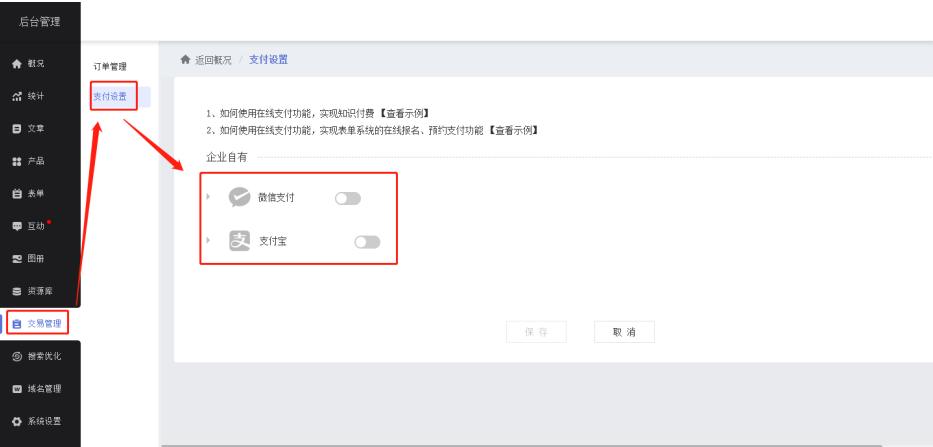 后台管理
概况
统计
文章
产品
表单
互动
图册
资源库
交易管理
搜索优化
域名管理
系统设置
订单管理
支付设置
返回概况 / 支付设置
1、如何使用在线支付功能，实现知识付费 【查看示例】
2、如何使用在线支付功能，实现表单系统的在线报名、预约支付功能 【查看示例】
企业自有
微信支付
支 支付宝
保存
取消